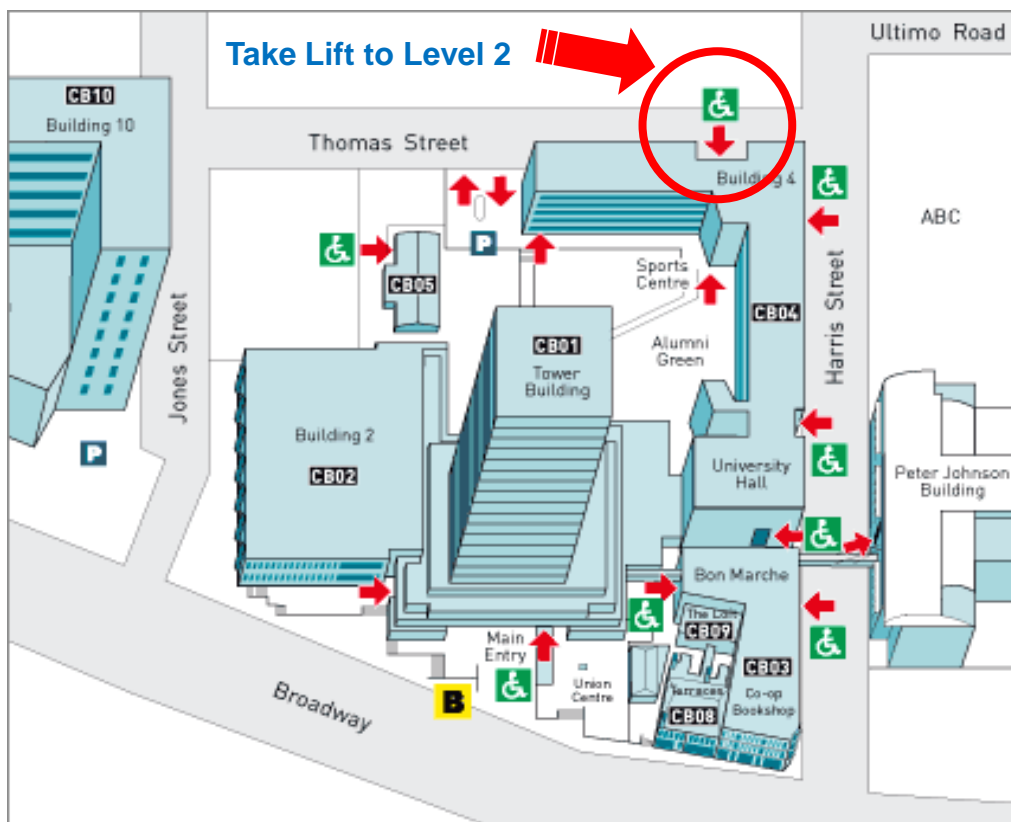 Ultimo Road
Take Lift to Level 2
CB10
Building 10
Thomas Street
Building 4
ABC
P
CB05
Sports
Centre
CB04
Harris Street
Jones Street
CB01
Tower
Building
Alumni
Green
Building 2
CB02
P
University
Hall
Peter Johnson
Building
Bon Marche
The Loft
CB09
Main
Entry
CB03
Union
Centre
Terraces
CB08
Co-op
Bookshop
B
Broadway